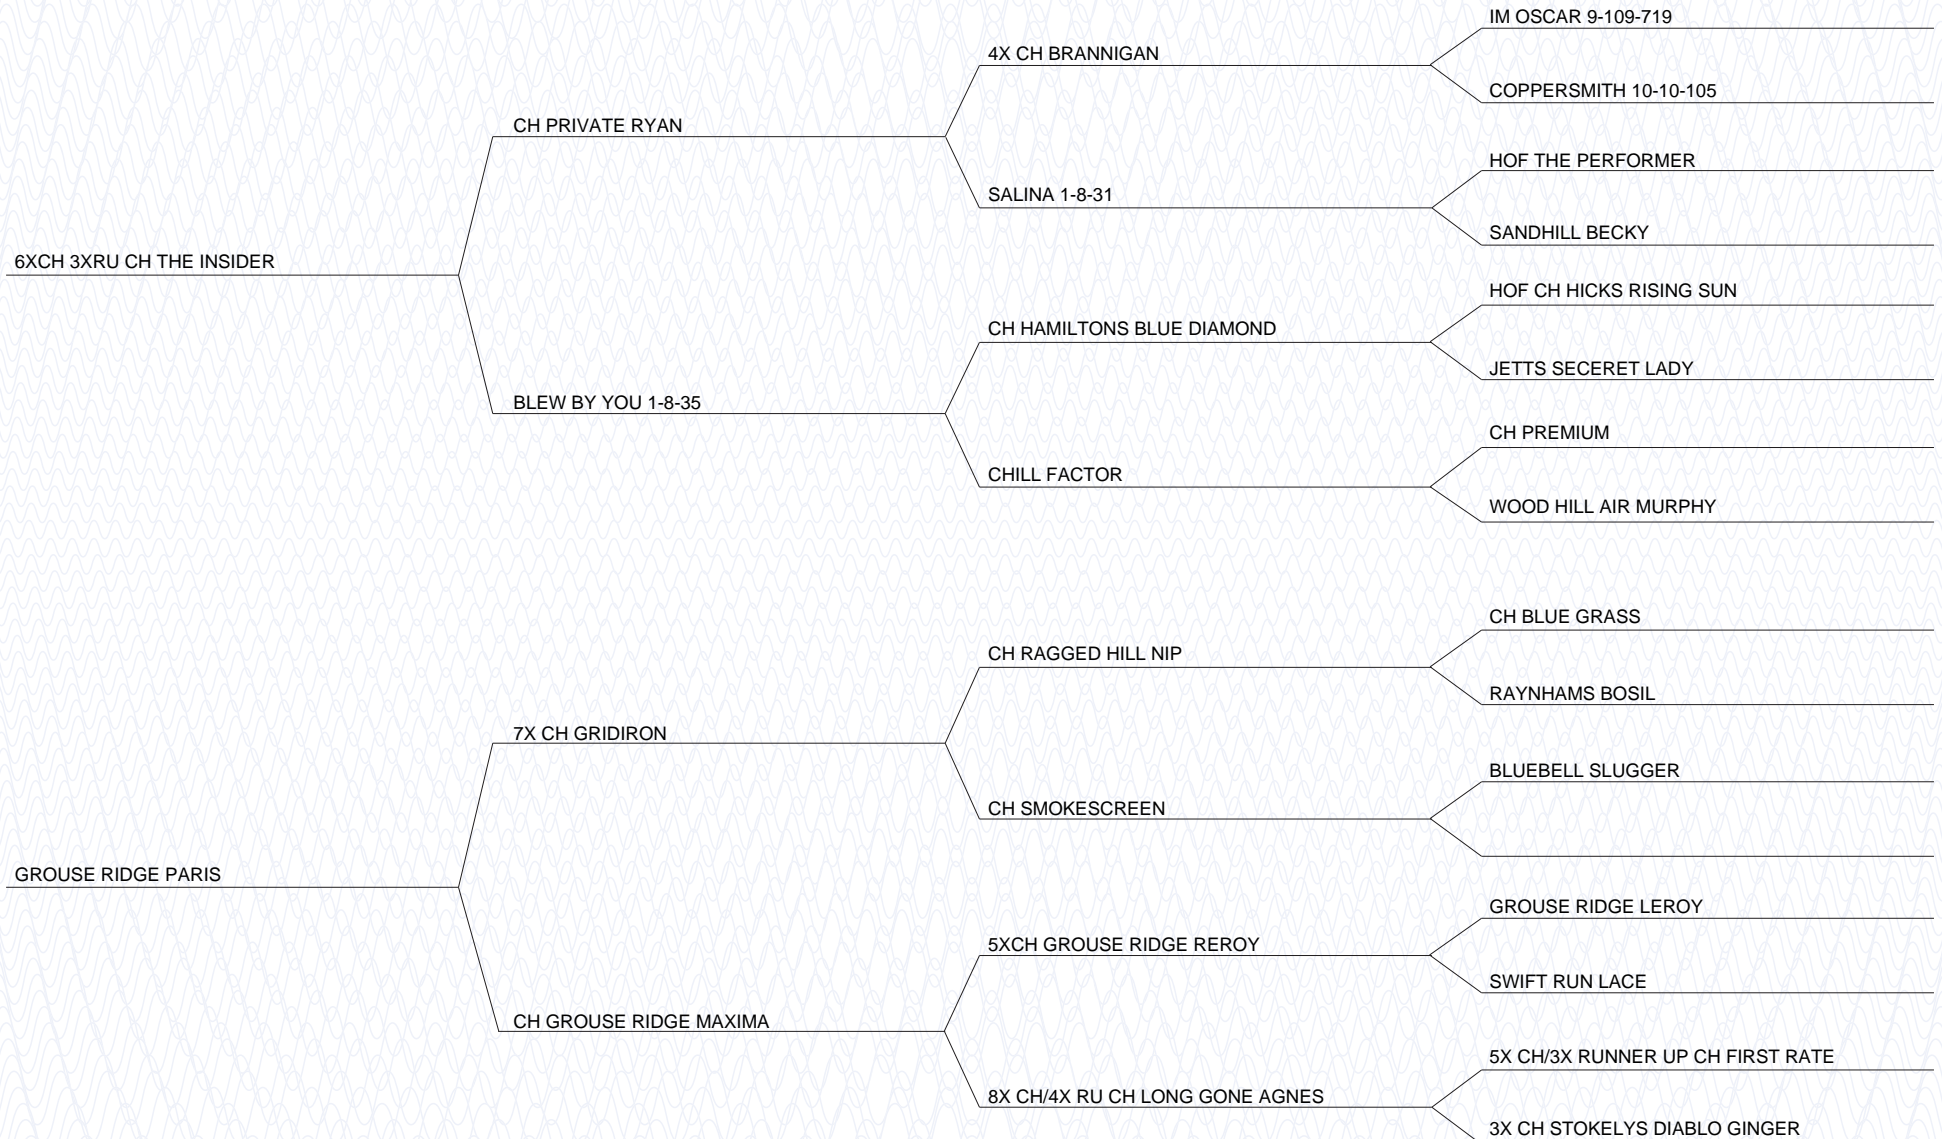 IM OSCAR 9-109-719
4X CH BRANNIGAN
COPPERSMITH 10-10-105
CH PRIVATE RYAN
HOF THE PERFORMER
SALINA 1-8-31
SANDHILL BECKY
6XCH 3XRU CH THE INSIDER
HOF CH HICKS RISING SUN
CH HAMILTONS BLUE DIAMOND
JETTS SECERET LADY
BLEW BY YOU 1-8-35
CH PREMIUM
CHILL FACTOR
WOOD HILL AIR MURPHY
CH BLUE GRASS
CH RAGGED HILL NIP
RAYNHAMS BOSIL
7X CH GRIDIRON
BLUEBELL SLUGGER
CH SMOKESCREEN
GROUSE RIDGE PARIS
GROUSE RIDGE LEROY
5XCH GROUSE RIDGE REROY
SWIFT RUN LACE
CH GROUSE RIDGE MAXIMA
5X CH/3X RUNNER UP CH FIRST RATE
8X CH/4X RU CH LONG GONE AGNES
3X CH STOKELYS DIABLO GINGER